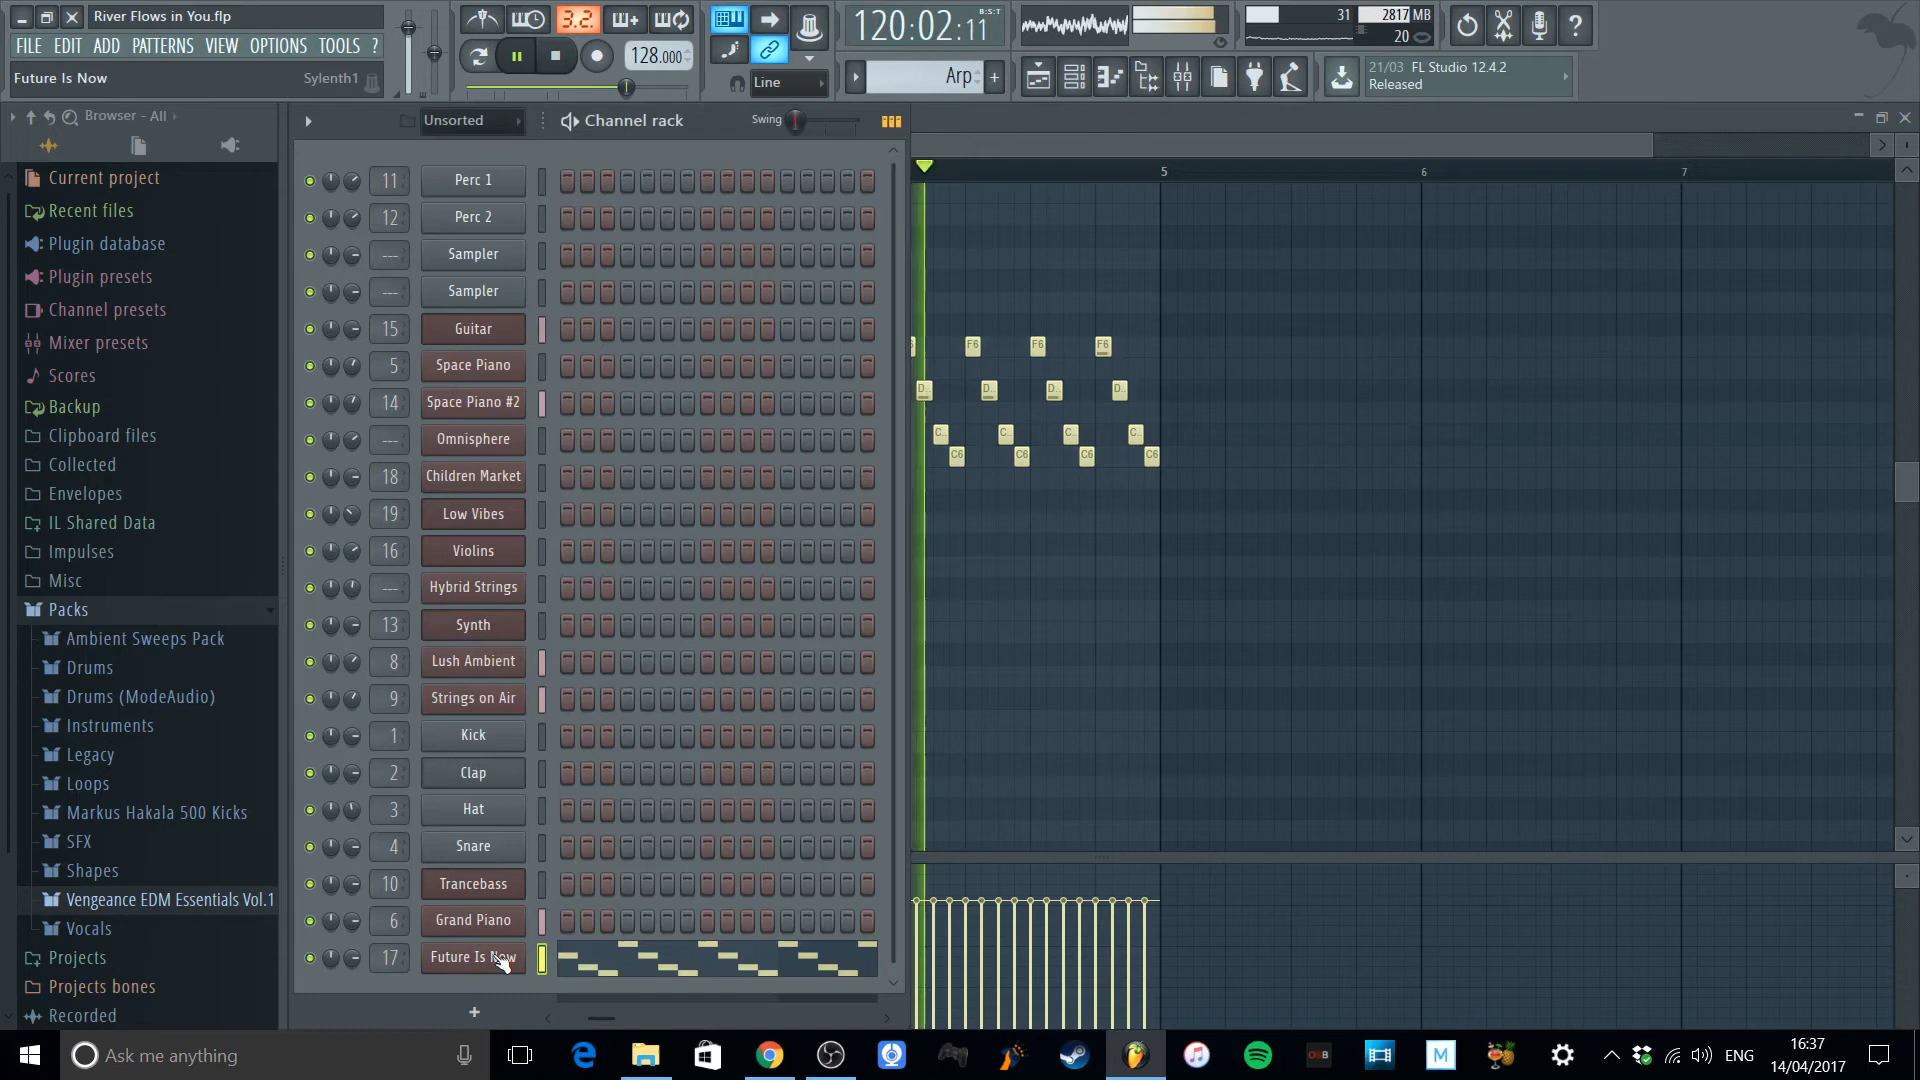 River Flows in You.flp
FILE EDIT ADD PATTERNS VIEW OPTIONS TOOLS ?
Future Is Now Sylenth1
3.2.
128.000
Line
120:02:11 B:S:T
Arp
31 2817 MB
20
21/03 FL Studio 12.4.2
Released
Browser - All
Current project
Recent files
Plugin database
Plugin presets
Channel presets
Mixer presets
Scores
Backup
Clipboard files
Collected
Envelopes
IL Shared Data
Impulses
Misc
Packs
Ambient Sweeps Pack
Drums
Drums (ModeAudio)
Instruments
Legacy
Loops
Markus Hakala 500 Kicks
SFX
Shapes
Vengeance EDM Essentials Vol.1
Vocals
Projects
Projects bones
Recorded
Unsorted Channel rack Swing
11 Perc 1
12 Perc 2
--- Sampler
--- Sampler
15 Guitar
5 Space Piano
14 Space Piano #2
--- Omnisphere
18 Children Market
19 Low Vibes
16 Violins
--- Hybrid Strings
13 Synth
8 Lush Ambient
9 Strings on Air
1 Kick
2 Clap
3 Hat
4 Snare
10 Trancebass
6 Grand Piano
17 Future Is Now
+
5 6 7
F6 F6 F6
D.. D.. D.. D..
C.. C.. C.. C..
C6 C6 C6 C6
Ask me anything
ENG
16:37
14/04/2017